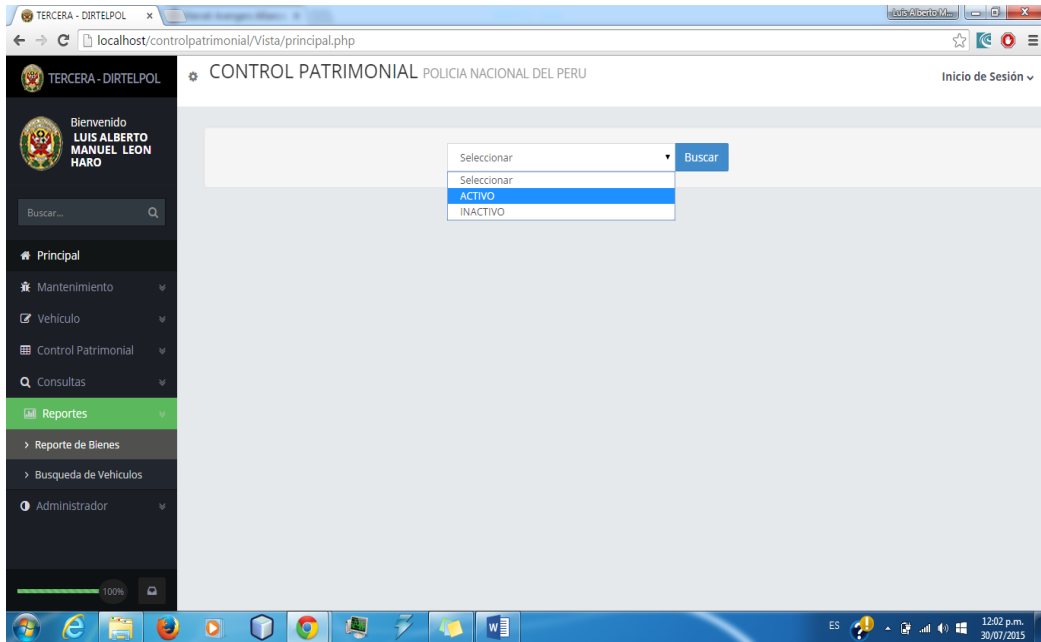 TERCERA - DIRTELPOL
Luis Alberto M...
localhost/controlpatrimonial/Vista/principal.php
TERCERA - DIRTELPOL
CONTROL PATRIMONIAL POLICIA NACIONAL DEL PERU
Inicio de Sesión
Bienvenido
LUIS ALBERTO
MANUEL LEON
HARO
Seleccionar
Buscar
Seleccionar
ACTIVO
INACTIVO
Buscar...
Principal
Mantenimiento
Vehículo
Control Patrimonial
Consultas
Reportes
> Reporte de Bienes
> Busqueda de Vehiculos
Administrador
100%
ES
12:02 p.m.
30/07/2015